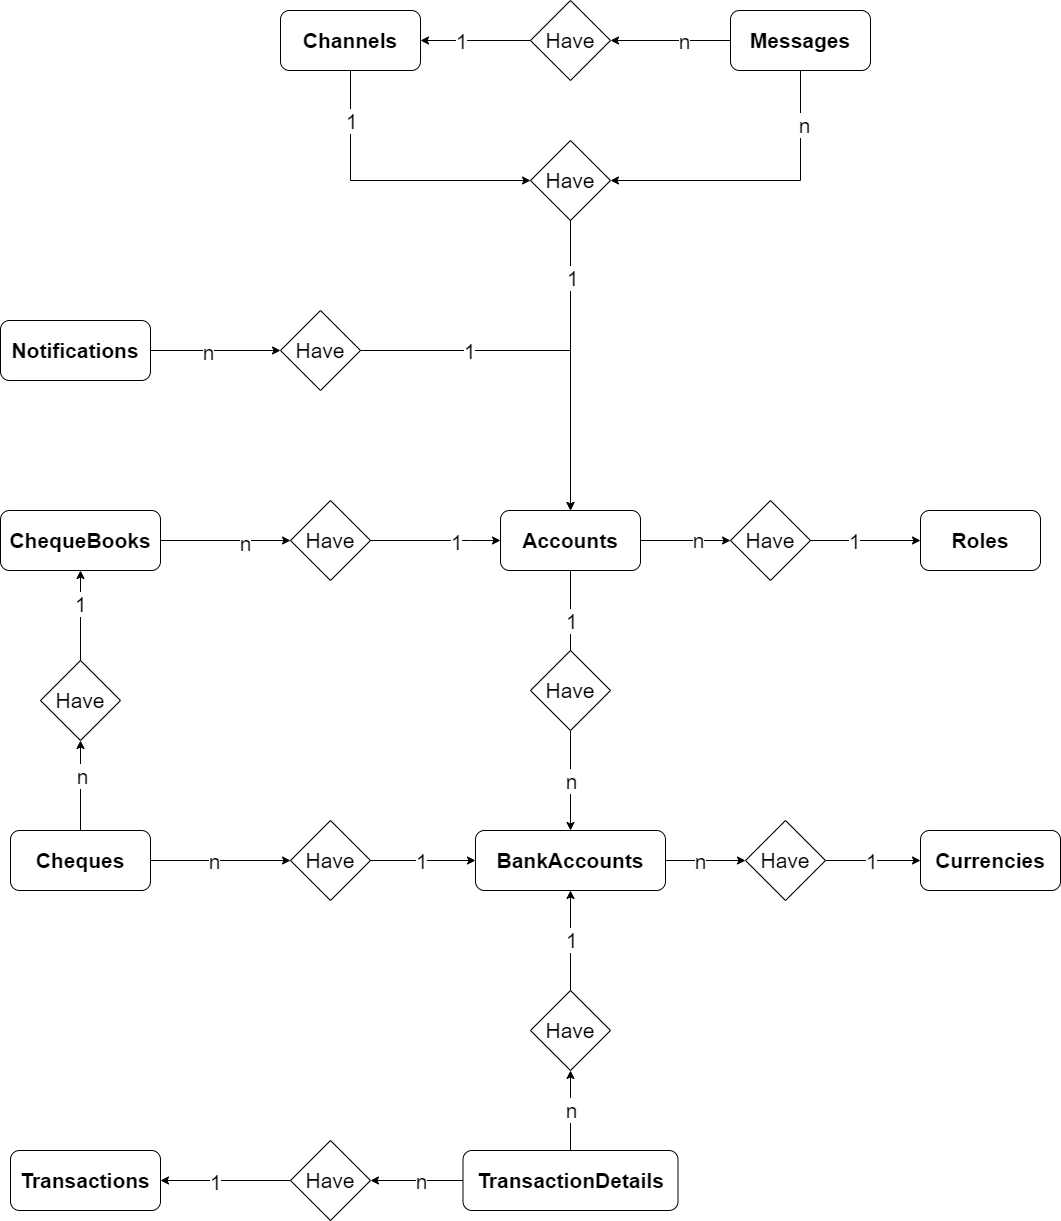 Channels
1
Have
n
Messages
1
n
Have
1
Notifications
n
Have
1
ChequeBooks
n
Have
1
Accounts
n
Have
1
Roles
1
1
Have
Have
n
n
Cheques
n
Have
1
BankAccounts
n
Have
1
Currencies
1
Have
n
Transactions
1
Have
n
TransactionDetails